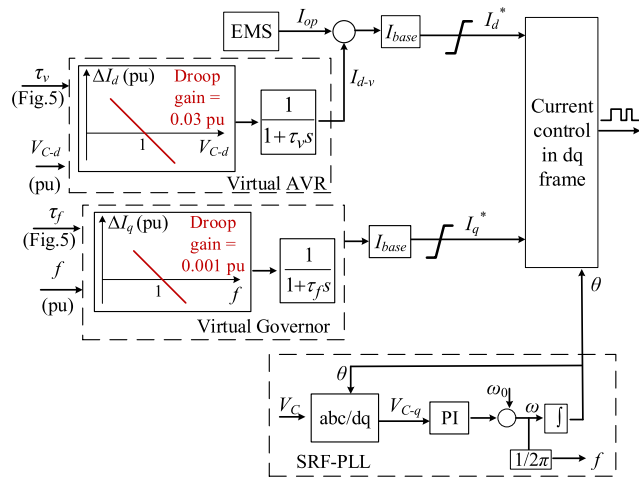 EMS
I_op
I_base
I_d*
I_d-v
τ_v
(Fig.5)
V_C-d
(pu)
ΔI_d (pu)
Droop
gain =
0.03 pu
1
V_C-d
1
1+τ_v s
Virtual AVR
Current
control
in dq
frame
τ_f
(Fig.5)
f
(pu)
ΔI_q (pu)
Droop
gain =
0.001 pu
1
f
1
1+τ_f s
Virtual Governor
I_base
I_q*
θ
θ
V_C
abc/dq
V_C-q
PI
ω_0
ω
∫
1/2π
f
SRF-PLL